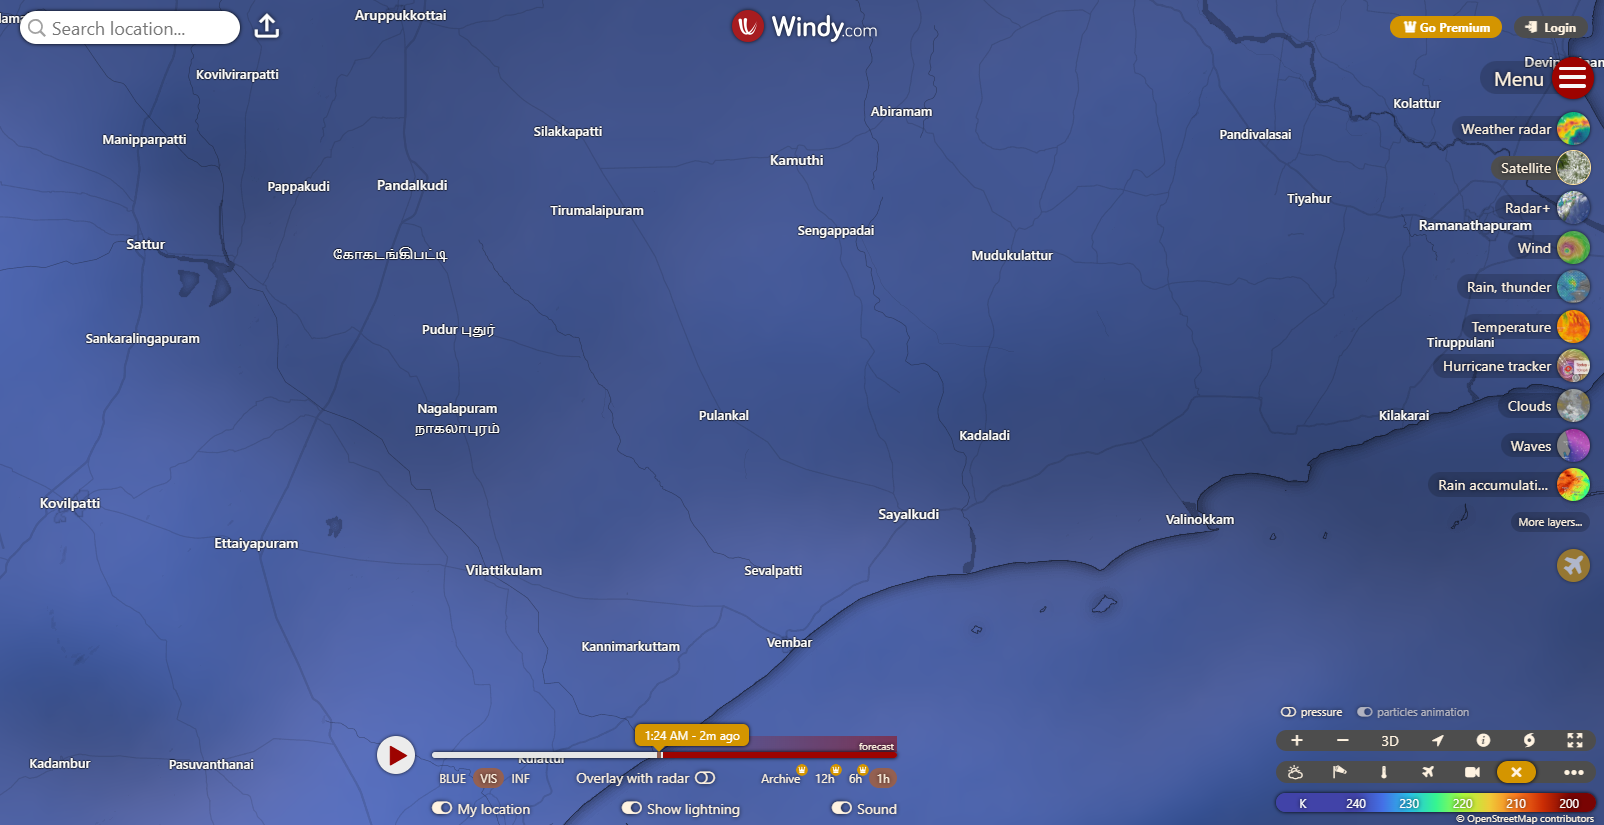 Aruppukkottai
Search location...
Windy.com
Go Premium
Login
Kovilvirarpatti
Menu
Kolattur
Abiramam
Silakkapatti
Pandivalasai
Weather radar
Manipparpatti
Kamuthi
Satellite
Pappakudi
Pandalkudi
Tiyahur
Radar+
Tirumalaipuram
Ramanathapuram
Sengappadai
Sattur
Wind
கோகடங்கிபட்டி
Mudukulattur
Rain, thunder
Temperature
Pudur புதுர்
Sankaralingapuram
Tiruppulani
Hurricane tracker
Nagalapuram
நாகலாபுரம்
Clouds
Pulankal
Kilakarai
Kadaladi
Waves
Rain accumulati...
Kovilpatti
Sayalkudi
Valinokkam
More layers...
Ettaiyapuram
Vilattikulam
Sevalpatti
Kannimarkuttam
Vembar
pressure
particles animation
1:24 AM - 2m ago
forecast
3D
Kadambur
Pasuvanthanai
BLUE VIS INF
Overlay with radar
Archive 12h 6h 1h
My location
Show lightning
Sound
K 240 230 220 210 200
© OpenStreetMap contributors